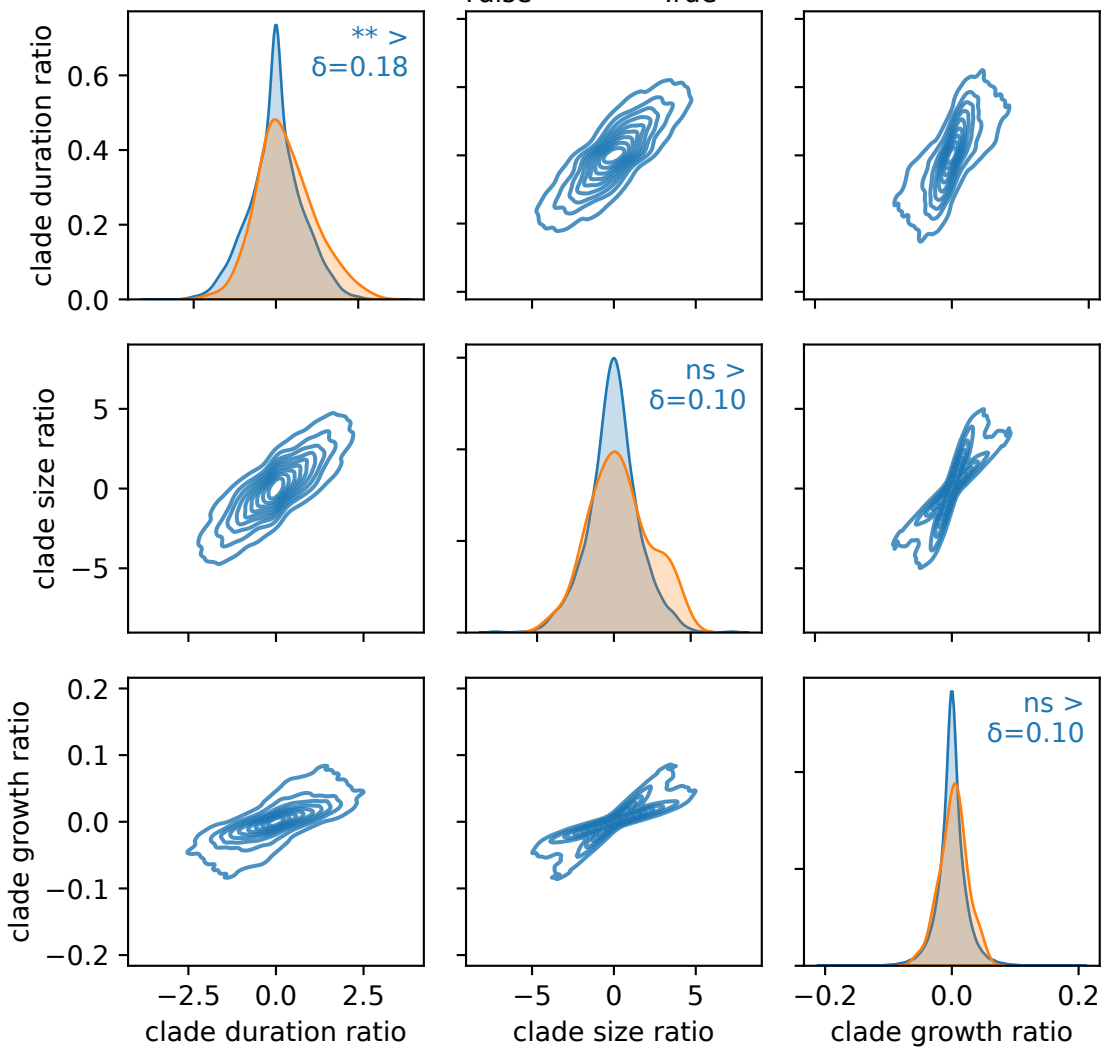 ** >
δ=0.18
clade duration ratio
0.6
0.4
0.2
0.0
ns >
δ=0.10
clade size ratio
5
0
−5
ns >
δ=0.10
clade growth ratio
0.2
0.1
0.0
−0.1
−0.2
−2.5 0.0 2.5
−5 0 5
−0.2 0.0 0.2
clade duration ratio
clade size ratio
clade growth ratio